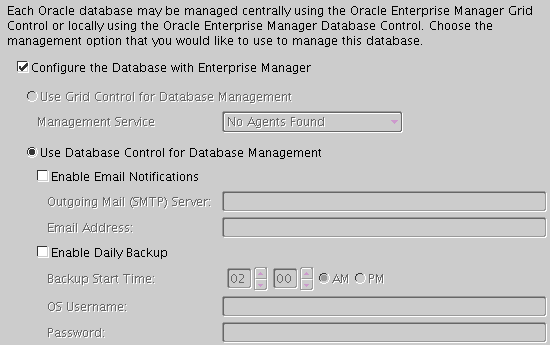 Each Oracle database may be managed centrally using the Oracle Enterprise Manager Grid
Control or locally using the Oracle Enterprise Manager Database Control. Choose the
management option that you would like to use to manage this database.
Configure the Database with Enterprise Manager
Use Grid Control for Database Management
Management Service No Agents Found
Use Database Control for Database Management
Enable Email Notifications
Outgoing Mail (SMTP) Server:
Email Address:
Enable Daily Backup
Backup Start Time: 02 00 AM PM
OS Username:
Password: